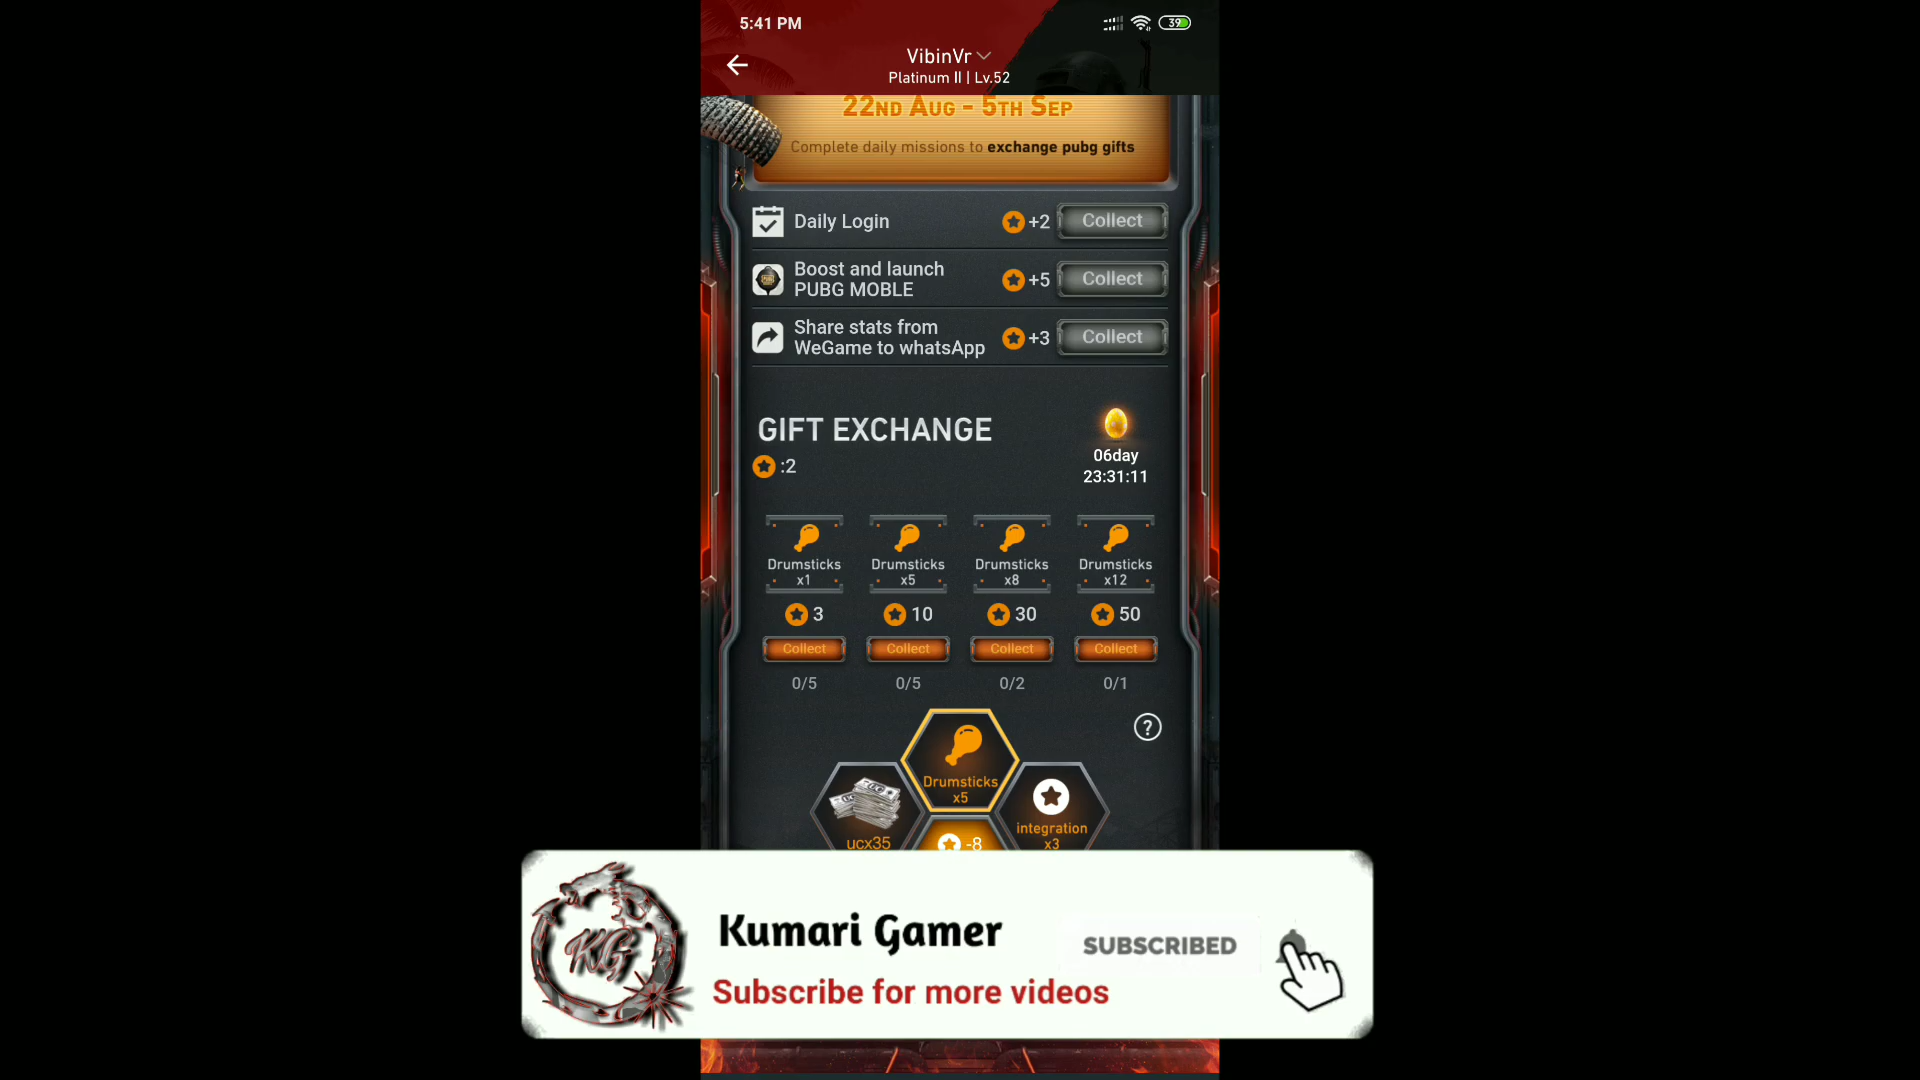 5:41 PM
39
VibinVr
Platinum II | Lv.52
22ND AUG - 5TH SEP
Complete daily missions to exchange pubg gifts
Daily Login +2 Collect
Boost and launch
PUBG MOBLE +5 Collect
Share stats from
WeGame to whatsApp +3 Collect
GIFT EXCHANGE
:2
06day
23:31:11
Drumsticks Drumsticks Drumsticks Drumsticks
x1 x5 x8 x12
3 10 30 50
Collect Collect Collect Collect
0/5 0/5 0/2 0/1
?
Drumsticks
x5
integration
x3
ucx35
-8
KG
Kumari Gamer
SUBSCRIBED
Subscribe for more videos